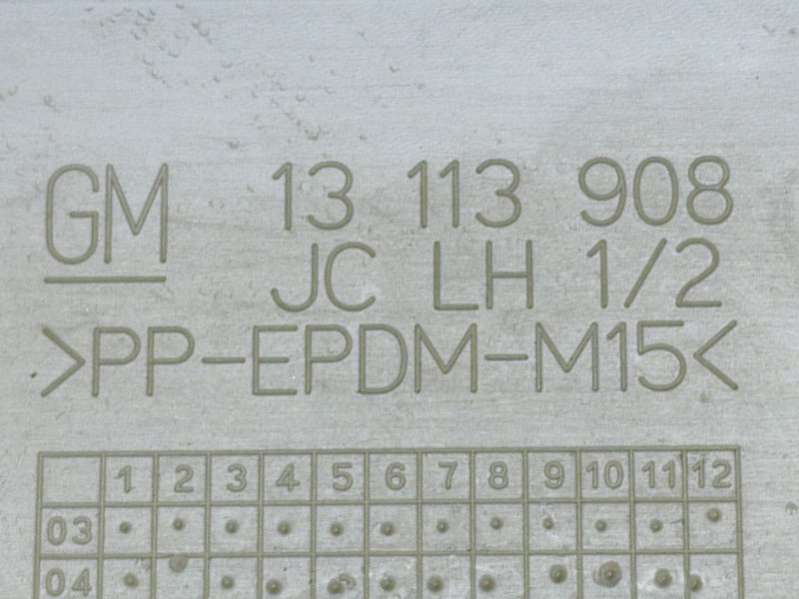 GM 13 113 908
JC LH 1/2
>PP-EPDM-M15<
1 2 3 4 5 6 7 8 9 10 11 12
03
04